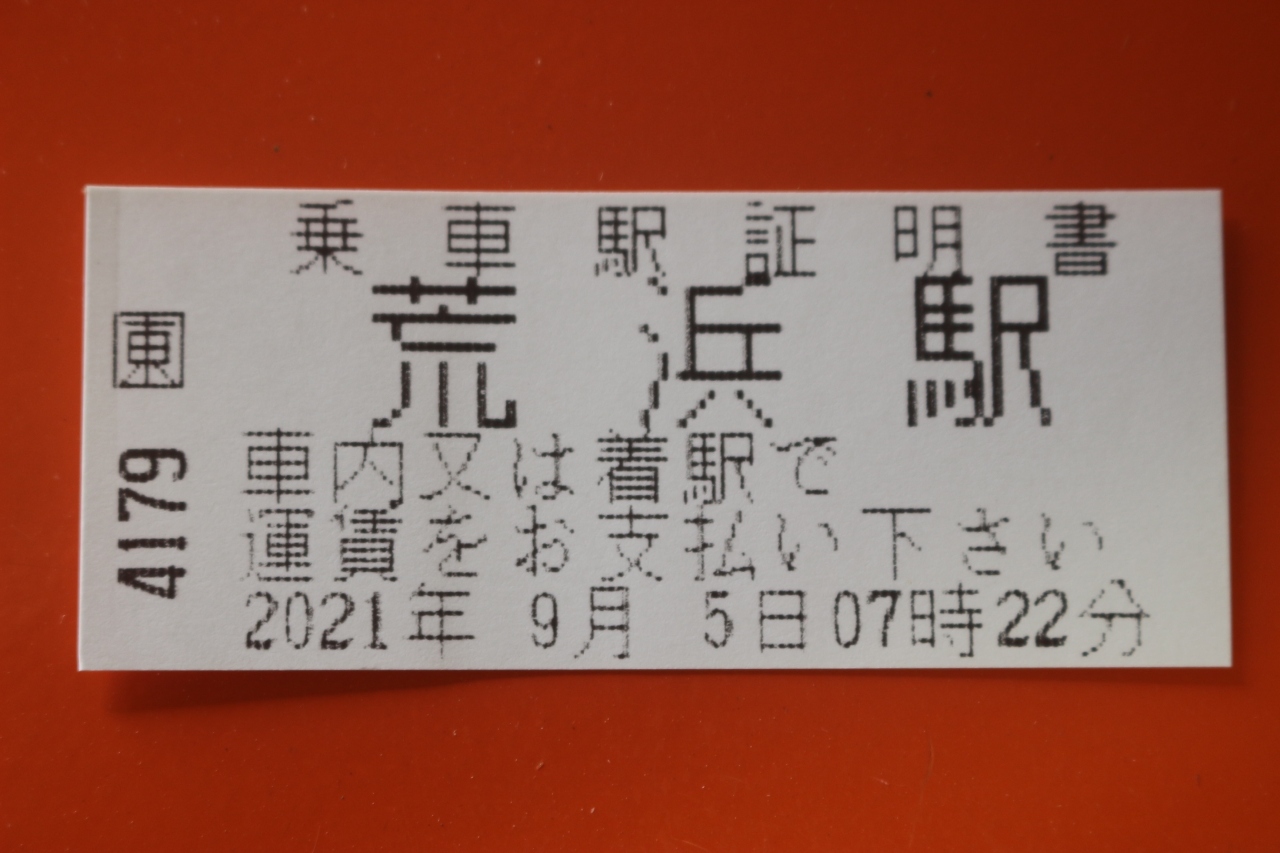 乗車駅証明書
荒浜駅
車内又は着駅で
運賃をお支払い下さい
2021年 9月 5日07時22分
東 4179